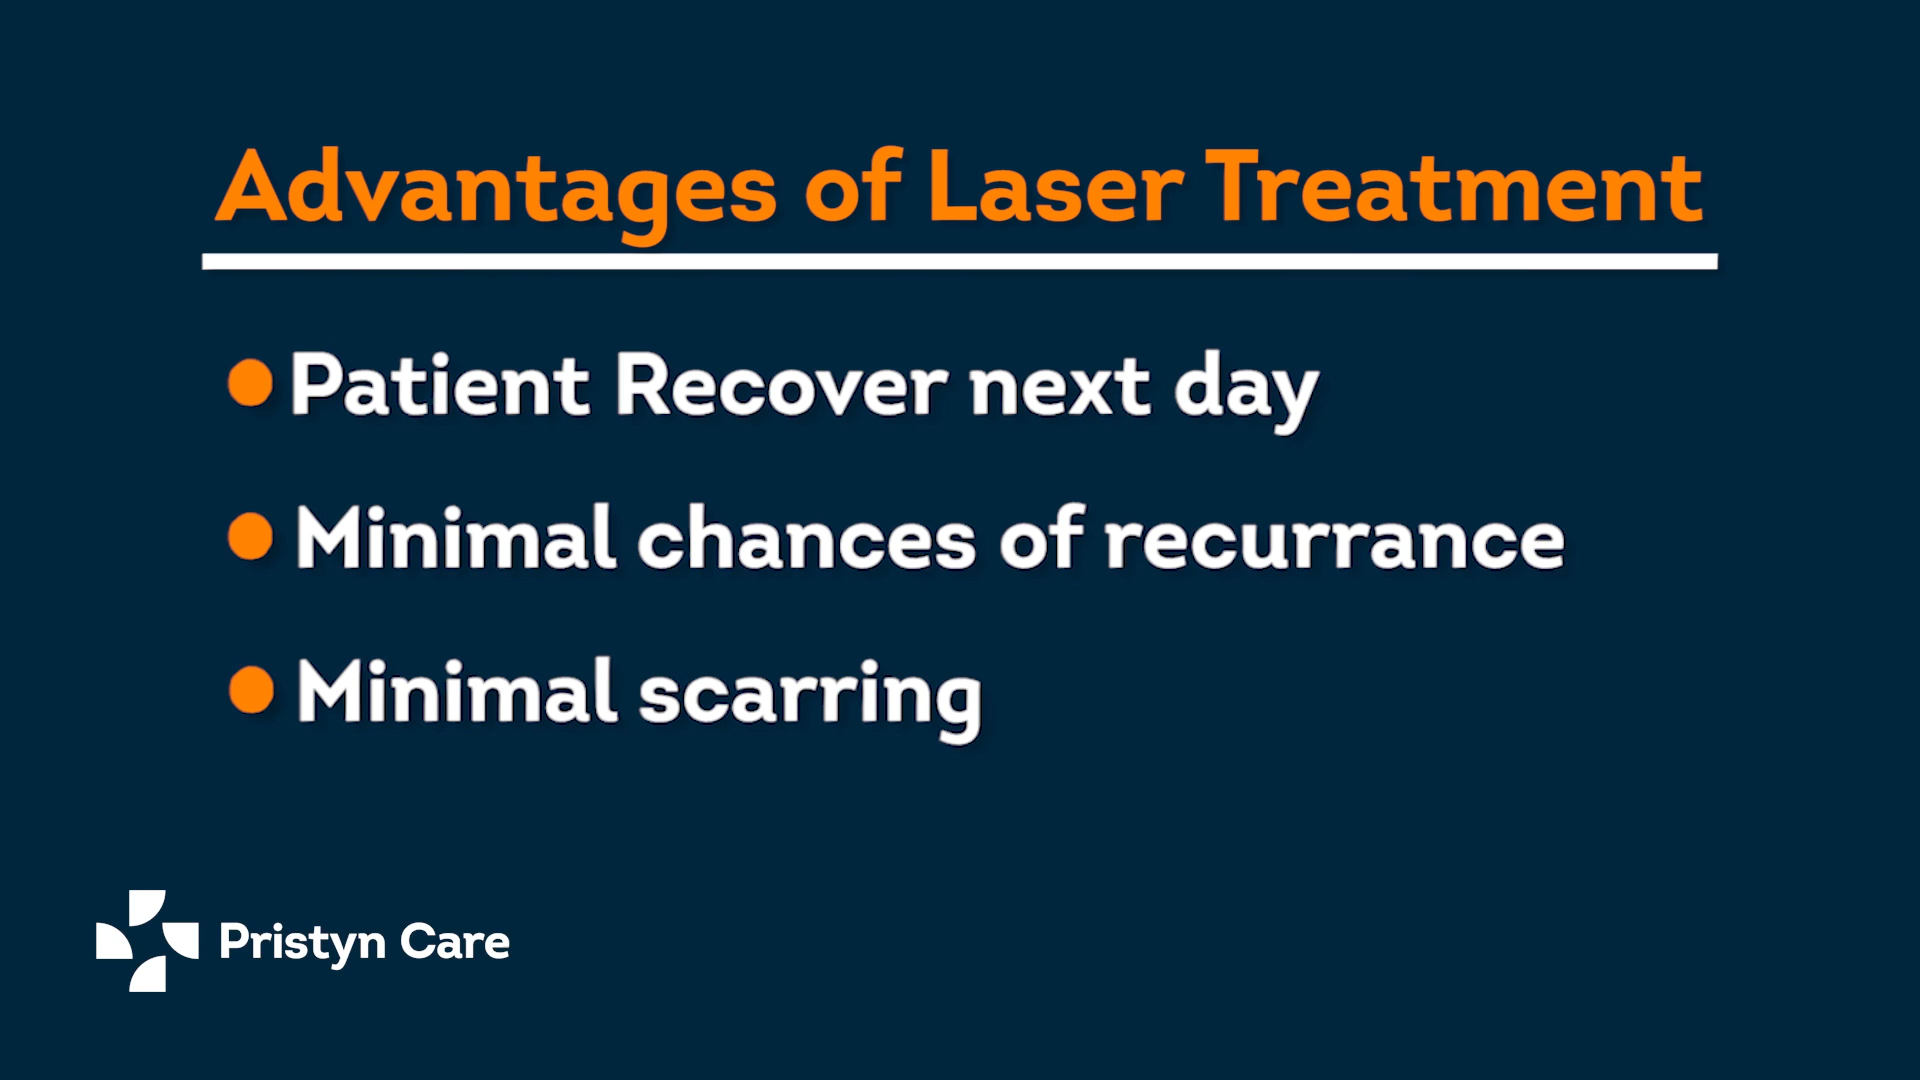 Advantages of Laser Treatment
Patient Recover next day
Minimal chances of recurrance
Minimal scarring
Pristyn Care